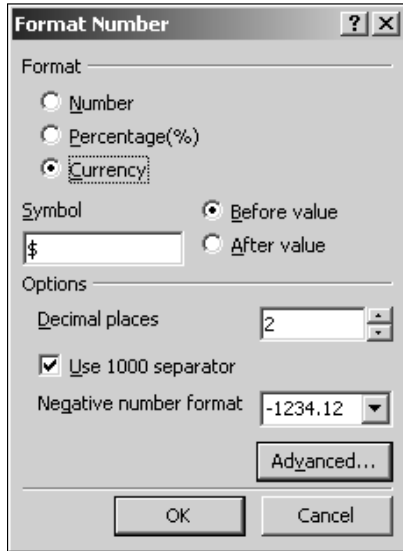 Format Number ? X
Format
Number
Percentage(%)
Currency
Symbol Before value
$ After value
Options
Decimal places 2
Use 1000 separator
Negative number format -1234.12
Advanced...
OK Cancel